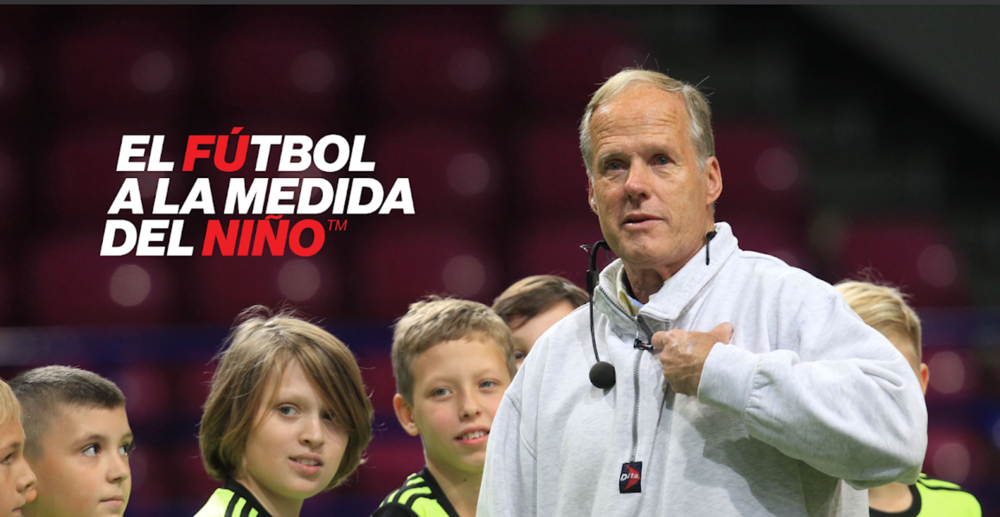 EL FÚTBOL
A LA MEDIDA
DEL NIÑO™
Dita